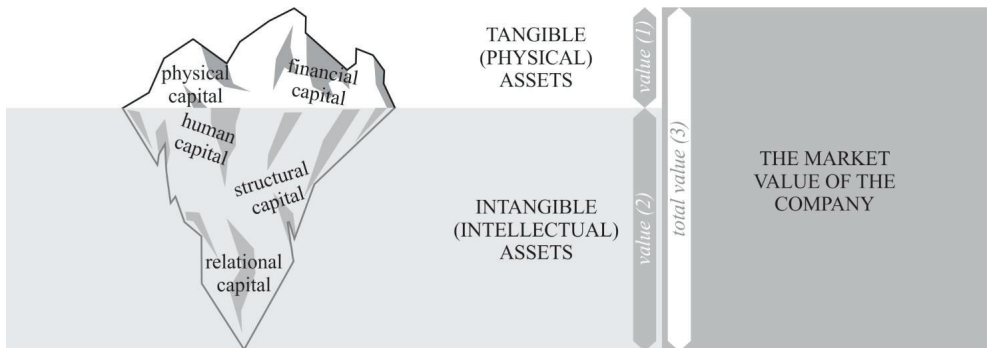 physical
capital
financial
capital
human
capital
structural
capital
relational
capital
TANGIBLE
(PHYSICAL)
ASSETS
INTANGIBLE
(INTELLECTUAL)
ASSETS
value (1)
value (2)
total value (3)
THE MARKET
VALUE OF THE
COMPANY